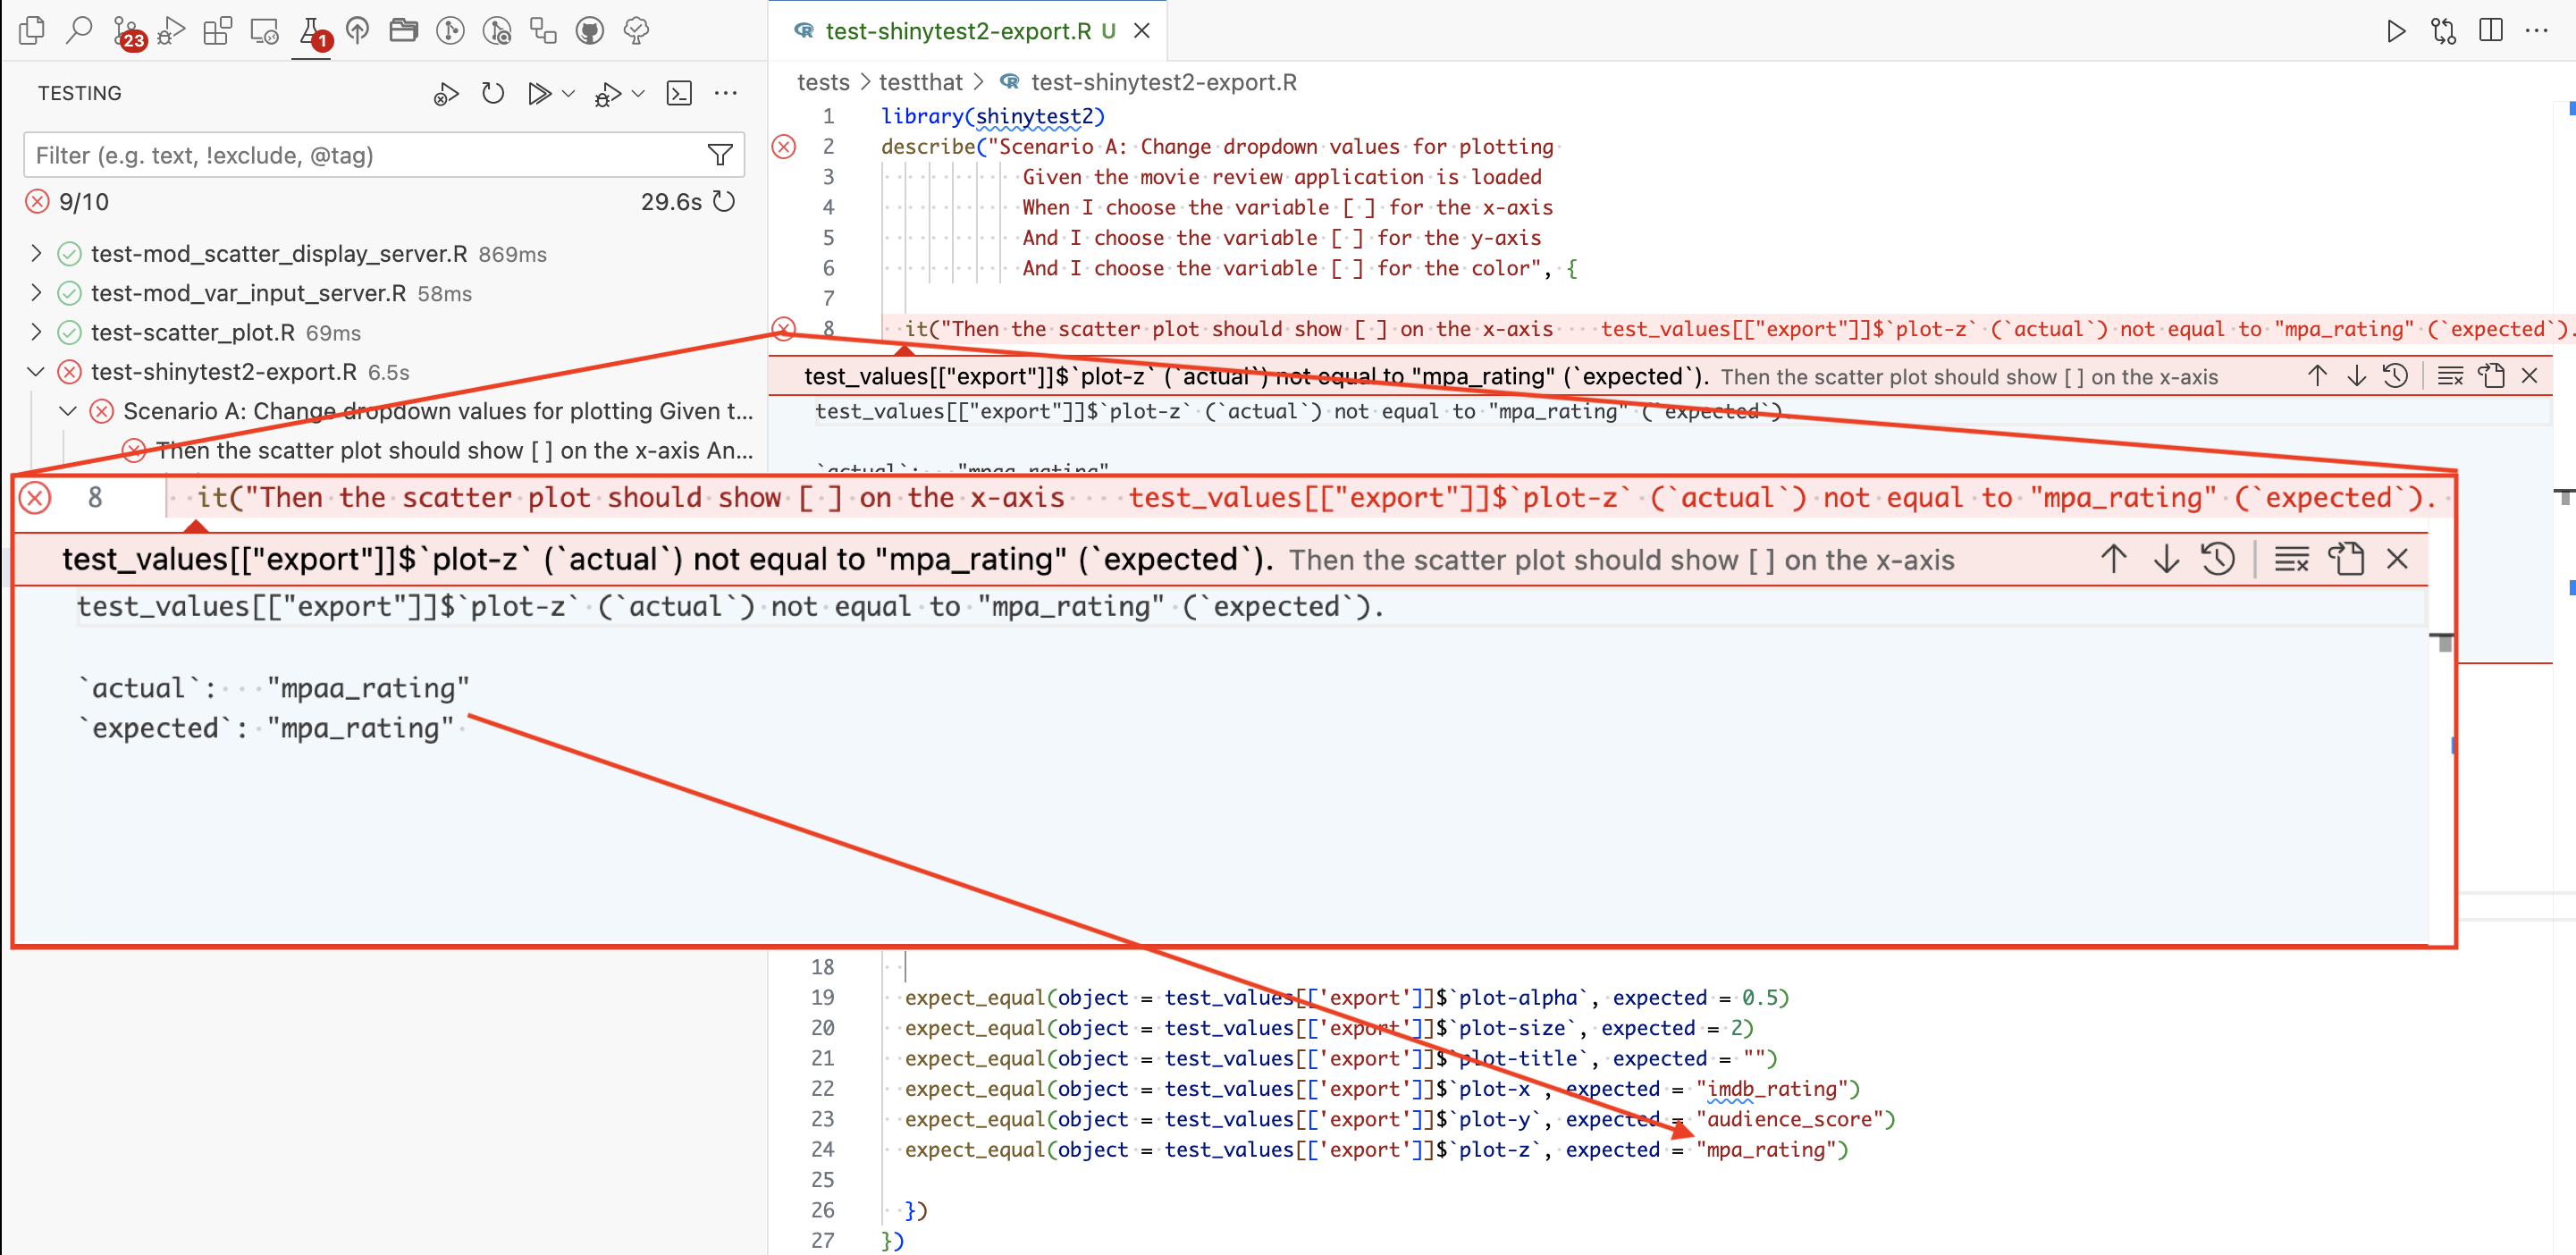 23
1
test-shinytest2-export.R U
TESTING
Filter (e.g. text, !exclude, @tag)
9/10
29.6s
test-mod_scatter_display_server.R 869ms
test-mod_var_input_server.R 58ms
test-scatter_plot.R 69ms
test-shinytest2-export.R 6.5s
Scenario A: Change dropdown values for plotting Given t...
Then the scatter plot should show [ ] on the x-axis An...
tests > testthat > test-shinytest2-export.R
1 library(shinytest2)
2 describe("Scenario A: Change dropdown values for plotting
3 Given the movie review application is loaded
4 When I choose the variable [ ] for the x-axis
5 And I choose the variable [ ] for the y-axis
6 And I choose the variable [ ] for the color", {
7
8 it("Then the scatter plot should show [ ] on the x-axis test_values[["export"]]$`plot-z` (`actual`) not equal to "mpa_rating" (`expected`).
test_values[["export"]]$`plot-z` (`actual`) not equal to "mpa_rating" (`expected`). Then the scatter plot should show [ ] on the x-axis
test_values[["export"]]$`plot-z` (`actual`) not equal to "mpa_rating" (`expected`).
`actual`: "mpaa_rating"
8 it("Then the scatter plot should show [ ] on the x-axis test_values[["export"]]$`plot-z` (`actual`) not equal to "mpa_rating" (`expected`).
test_values[["export"]]$`plot-z` (`actual`) not equal to "mpa_rating" (`expected`). Then the scatter plot should show [ ] on the x-axis
test_values[["export"]]$`plot-z` (`actual`) not equal to "mpa_rating" (`expected`).
`actual`: "mpaa_rating"
`expected`: "mpa_rating"
18
19 expect_equal(object = test_values[['export']]$`plot-alpha`, expected = 0.5)
20 expect_equal(object = test_values[['export']]$`plot-size`, expected = 2)
21 expect_equal(object = test_values[['export']]$`plot-title`, expected = "")
22 expect_equal(object = test_values[['export']]$`plot-x`, expected = "imdb_rating")
23 expect_equal(object = test_values[['export']]$`plot-y`, expected = "audience_score")
24 expect_equal(object = test_values[['export']]$`plot-z`, expected = "mpa_rating")
25
26 })
27 })